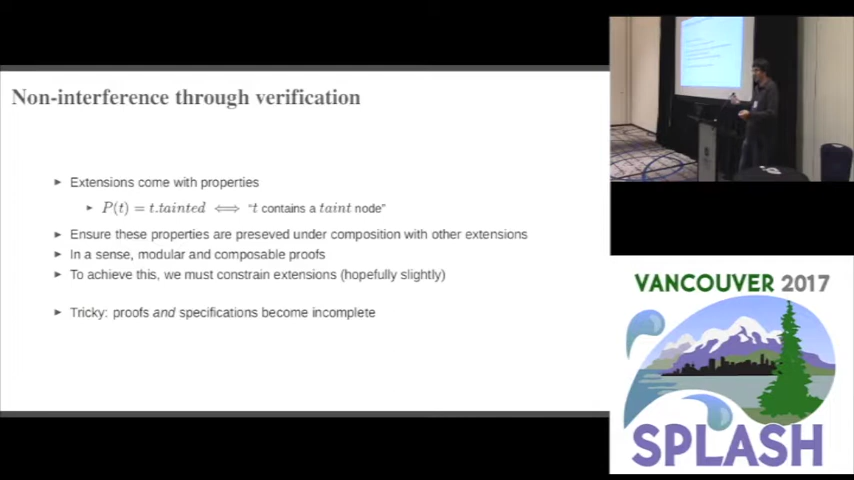 Non-interference through verification
Extensions come with properties
P(t) = t.tainted ⟺ "t contains a taint node"
Ensure these properties are preseved under composition with other extensions
In a sense, modular and composable proofs
To achieve this, we must constrain extensions (hopefully slightly)
Tricky: proofs and specifications become incomplete
VANCOUVER 2017
SPLASH